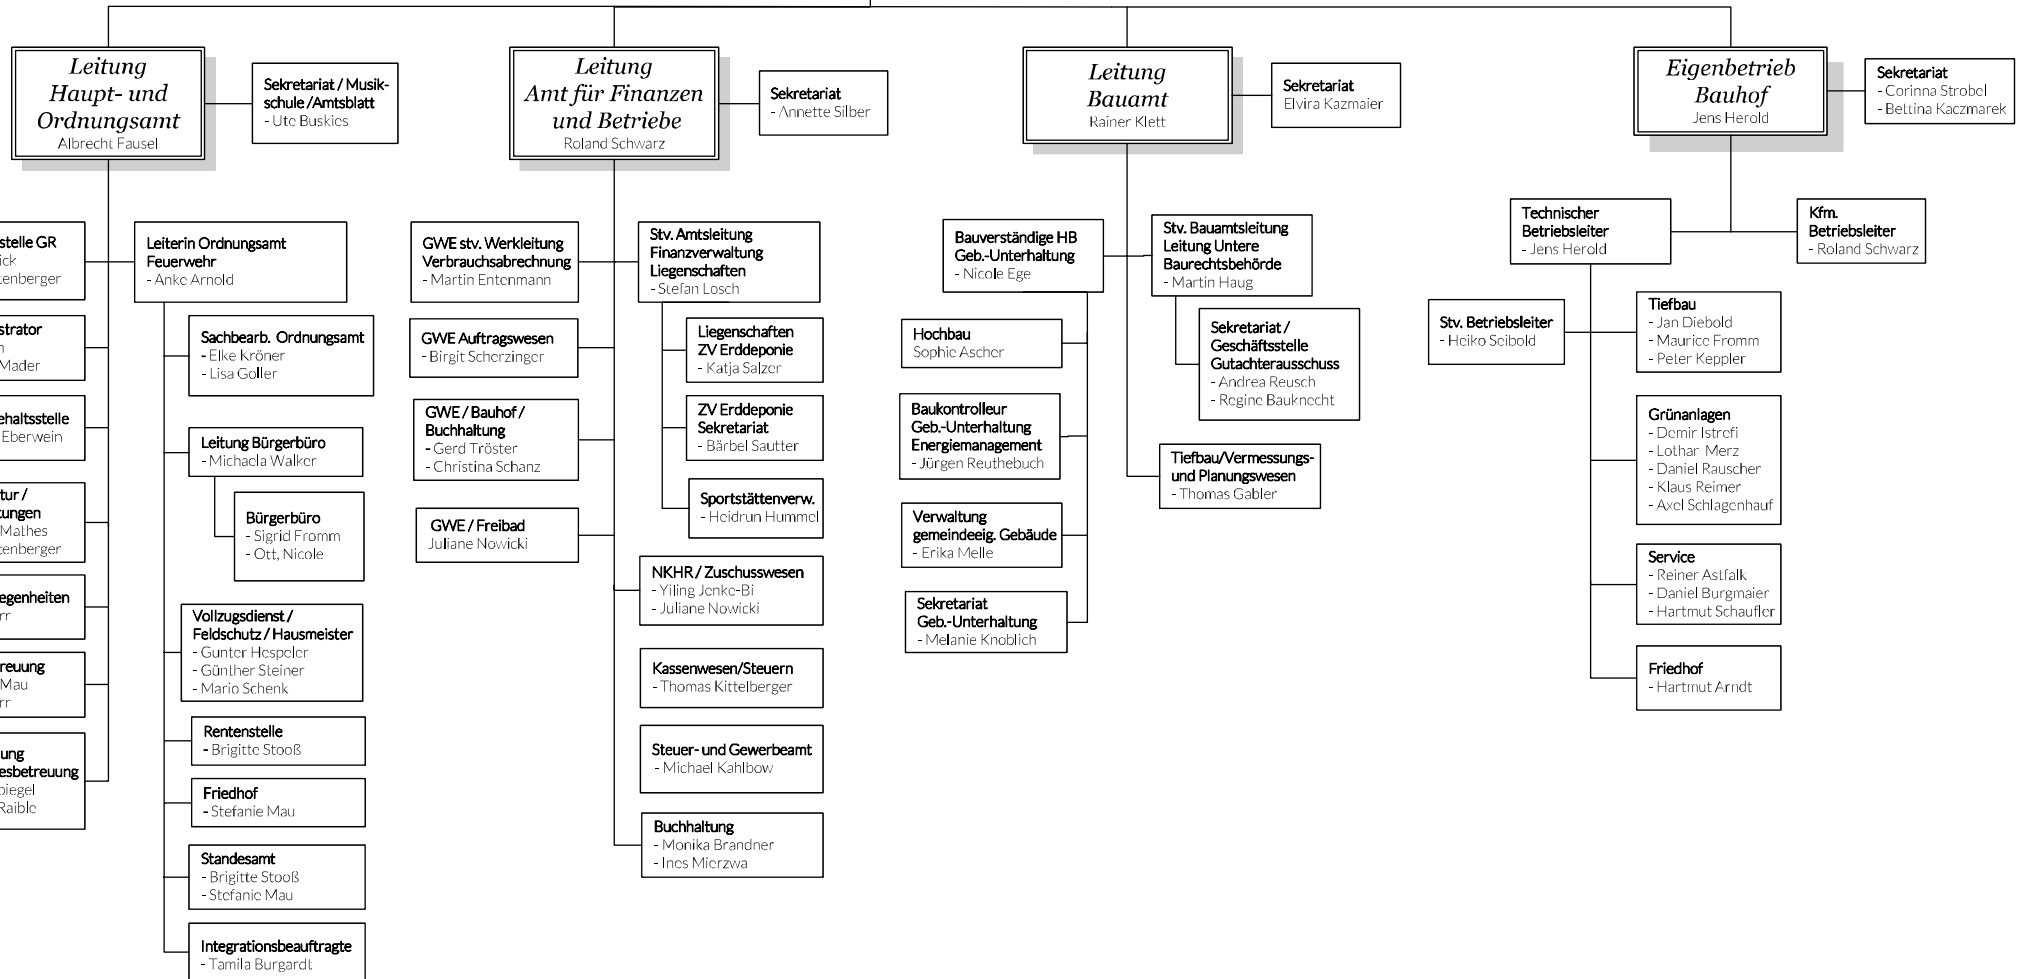 Leitung
Haupt- und
Ordnungsamt
Albrecht Fausel
Sekretariat / Musik-
schule /Amtsblatt
- Ute Buskies
stelle GR
tenberger
Mader
Eberwein
Mathes
tenberger
Mau
Leiterin Ordnungsamt
Feuerwehr
- Anke Arnold
Sachbearb. Ordnungsamt
- Elke Kröner
- Lisa Goller
Leitung Bürgerbüro
- Michaela Walker
Bürgerbüro
- Sigrid Fromm
- Ott, Nicole
Vollzugsdienst /
Feldschutz / Hausmeister
- Gunter Hespeler
- Günther Steiner
- Mario Schenk
Rentenstelle
- Brigitte Stooß
Friedhof
- Stefanie Mau
Standesamt
- Brigitte Stooß
- Stefanie Mau
Integrationsbeauftragte
- Tamila Burgardt
Leitung
Amt für Finanzen
und Betriebe
Roland Schwarz
Sekretariat
- Annette Silber
GWE stv. Werkleitung
Verbrauchsabrechnung
- Martin Entenmann
GWE Auftragswesen
- Birgit Scherzinger
GWE / Bauhof /
Buchhaltung
- Gerd Tröster
- Christina Schanz
GWE / Freibad
Juliane Nowicki
Stv. Amtsleitung
Finanzverwaltung
Liegenschaften
- Stefan Losch
Liegenschaften
ZV Erddeponie
- Katja Salzer
ZV Erddeponie
Sekretariat
- Bärbel Sautter
Sportstättenverw.
- Heidrun Hummel
NKHR / Zuschusswesen
- Yiling Jenke-Bi
- Juliane Nowicki
Kassenwesen/Steuern
- Thomas Kittelberger
Steuer- und Gewerbeamt
- Michael Kahlbow
Buchhaltung
- Monika Brandner
- Ines Mierzwa
Leitung
Bauamt
Rainer Klett
Sekretariat
Elvira Kazmaier
Bauverständige HB
Geb.-Unterhaltung
- Nicole Ege
Hochbau
Sophie Ascher
Baukontrolleur
Geb.-Unterhaltung
Energiemanagement
- Jürgen Reuthebuch
Verwaltung
gemeindeeig. Gebäude
- Erika Melle
Sekretariat
Geb.-Unterhaltung
- Melanie Knoblich
Stv. Bauamtsleitung
Leitung Untere
Baurechtsbehörde
- Martin Haug
Sekretariat /
Geschäftsstelle
Gutachterausschuss
- Andrea Reusch
- Regine Bauknecht
Tiefbau/Vermessungs-
und Planungswesen
- Thomas Gabler
Eigenbetrieb
Bauhof
Jens Herold
Sekretariat
- Corinna Strobel
- Bettina Kaczmarek
Technischer
Betriebsleiter
- Jens Herold
Kfm.
Betriebsleiter
- Roland Schwarz
Stv. Betriebsleiter
- Heiko Seibold
Tiefbau
- Jan Diebold
- Maurice Fromm
- Peter Keppler
Grünanlagen
- Demir Istrefi
- Lothar Merz
- Daniel Rauscher
- Klaus Reimer
- Axel Schlagenhauf
Service
- Reiner Astfalk
- Daniel Burgmaier
- Hartmut Schaufler
Friedhof
- Hartmut Arndt